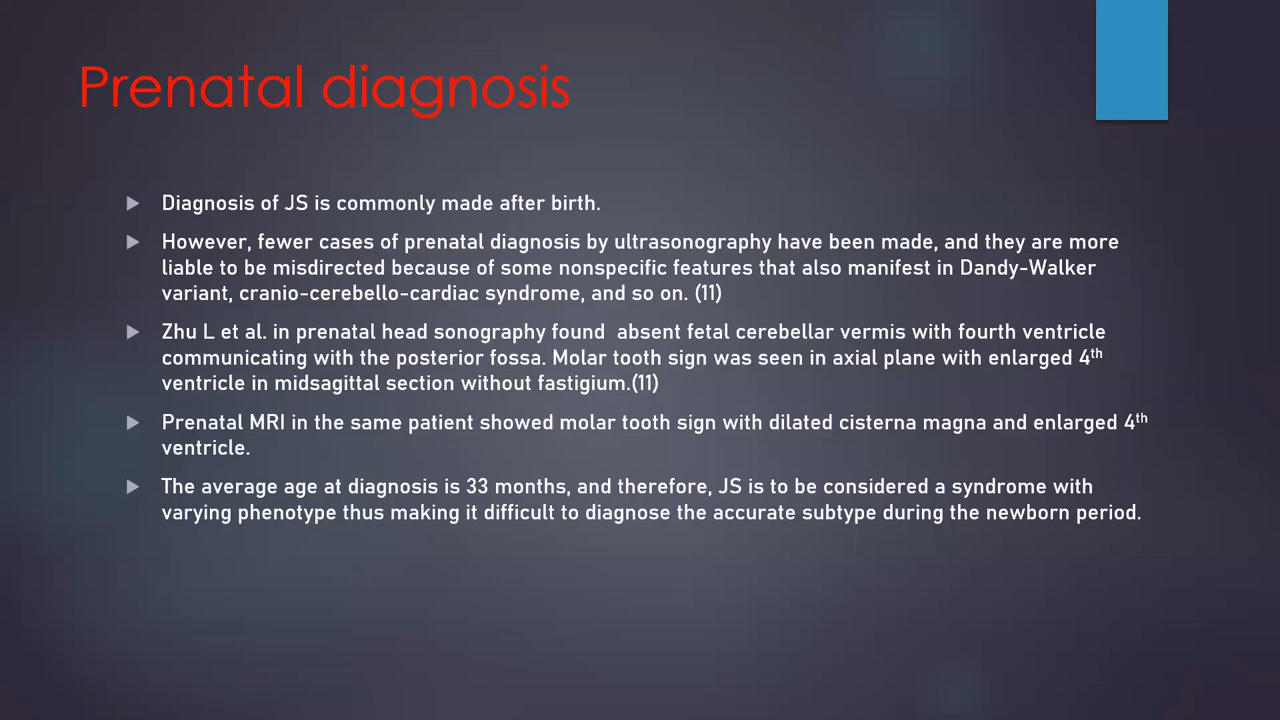 Prenatal diagnosis
Diagnosis of JS is commonly made after birth.
However, fewer cases of prenatal diagnosis by ultrasonography have been made, and they are more
liable to be misdirected because of some nonspecific features that also manifest in Dandy-Walker
variant, cranio-cerebello-cardiac syndrome, and so on. (11)
Zhu L et al. in prenatal head sonography found  absent fetal cerebellar vermis with fourth ventricle
communicating with the posterior fossa. Molar tooth sign was seen in axial plane with enlarged 4th
ventricle in midsagittal section without fastigium.(11)
Prenatal MRI in the same patient showed molar tooth sign with dilated cisterna magna and enlarged 4th
ventricle.
The average age at diagnosis is 33 months, and therefore, JS is to be considered a syndrome with
varying phenotype thus making it difficult to diagnose the accurate subtype during the newborn period.